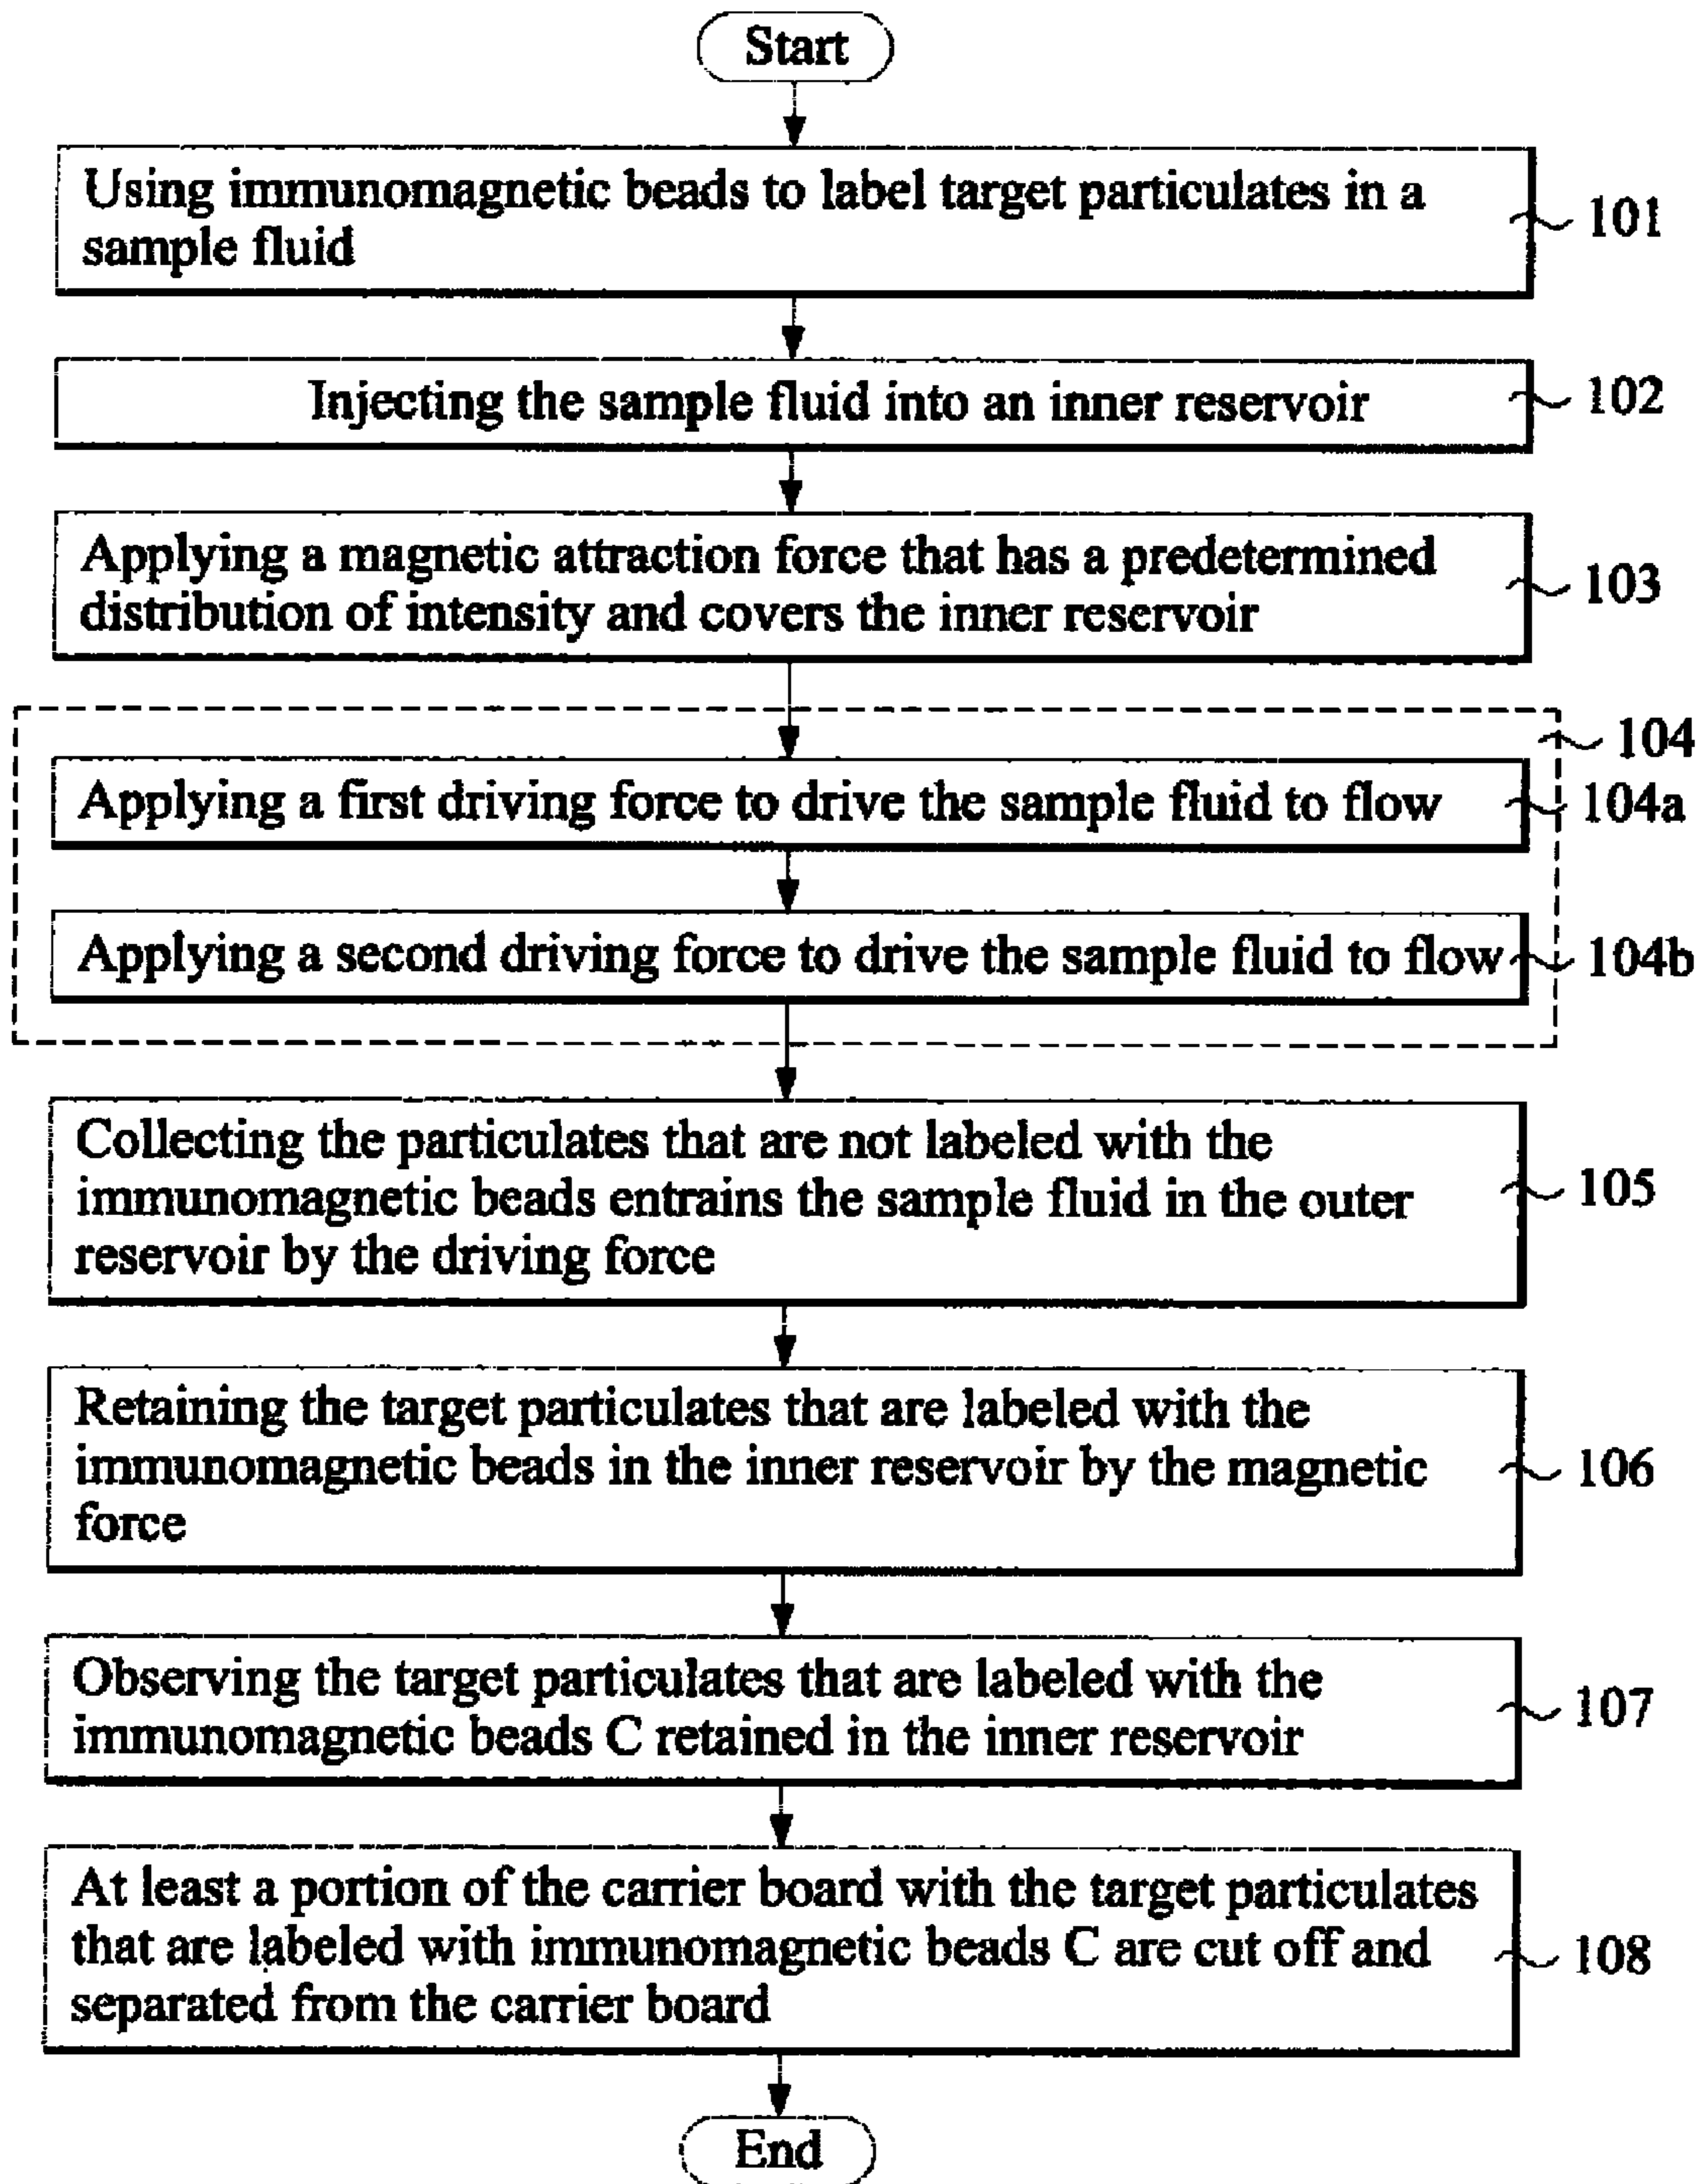 Start
Using immunomagnetic beads to label target particulates in a
sample fluid
101
Injecting the sample fluid into an inner reservoir
102
Applying a magnetic attraction force that has a predetermined
distribution of intensity and covers the inner reservoir
103
104
Applying a first driving force to drive the sample fluid to flow
104a
Applying a second driving force to drive the sample fluid to flow
104b
Collecting the particulates that are not labeled with the
immunomagnetic beads entrains the sample fluid in the outer
reservoir by the driving force
105
Retaining the target particulates that are labeled with the
immunomagnetic beads in the inner reservoir by the magnetic
force
106
Observing the target particulates that are labeled with the
immunomagnetic beads C retained in the inner reservoir
107
At least a portion of the carrier board with the target particulates
that are labeled with immunomagnetic beads C are cut off and
separated from the carrier board
108
End